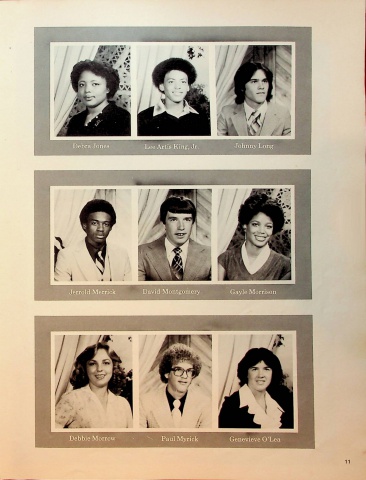 Debra Jones Lee Artis King, Jr. Johnny Long
Jerrold Merrick David Montgomery Gayle Morrison
Debbie Morrow Paul Myrick Genevieve O'Lea
11